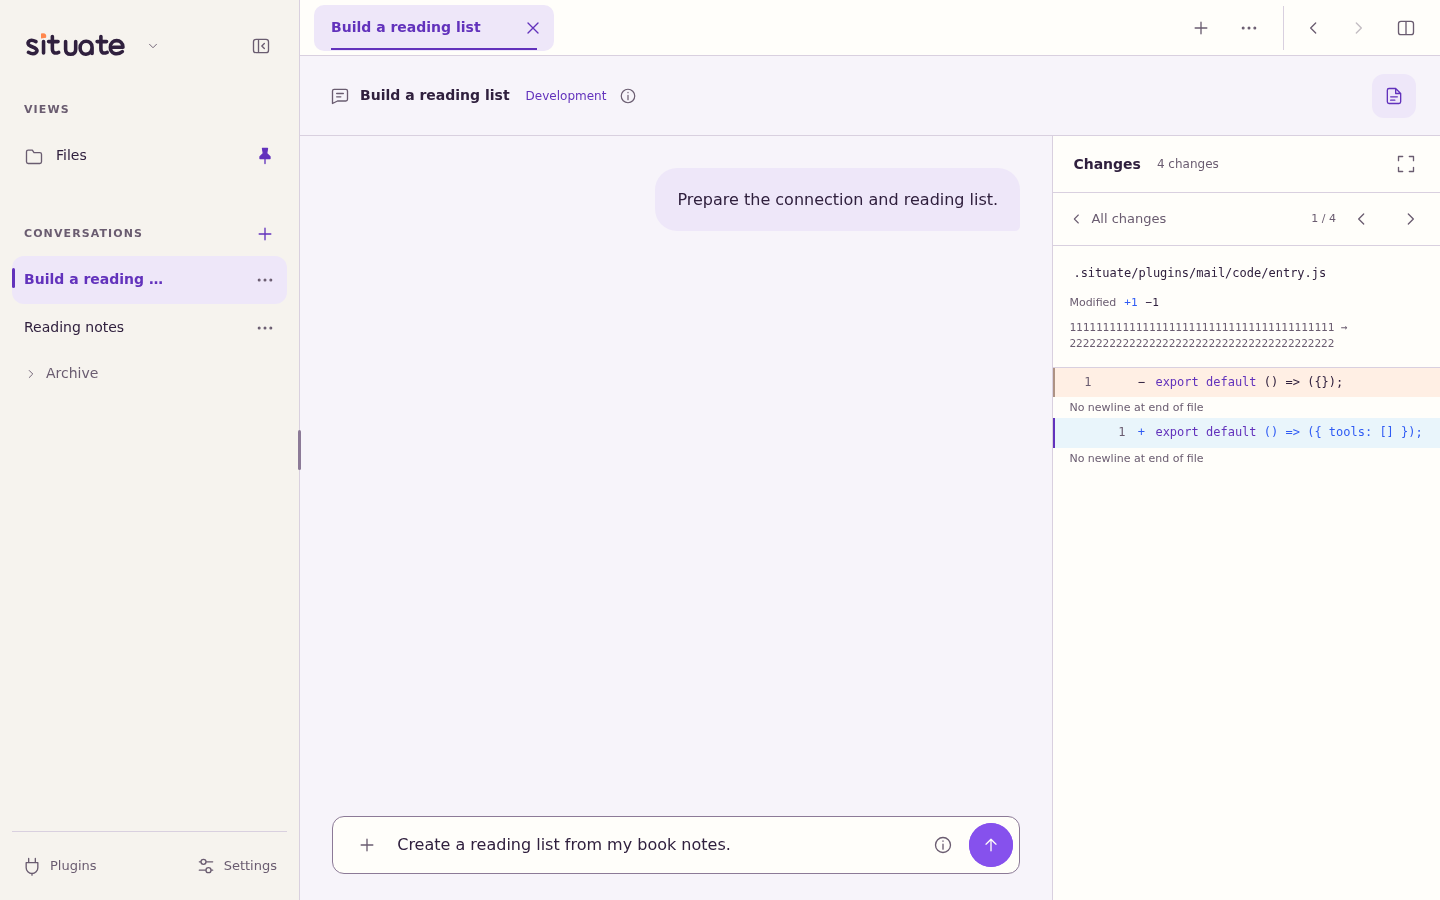 situate
VIEWS
Files
CONVERSATIONS
Build a reading ...
Reading notes
Archive
Plugins
Settings
Build a reading list
Build a reading list Development
Prepare the connection and reading list.
Create a reading list from my book notes.
Changes 4 changes
All changes 1 / 4
.situate/plugins/mail/code/entry.js
Modified +1 −1
1111111111111111111111111111111111111111 →
2222222222222222222222222222222222222222
1 − export default () => ({});
No newline at end of file
1 + export default () => ({ tools: [] });
No newline at end of file